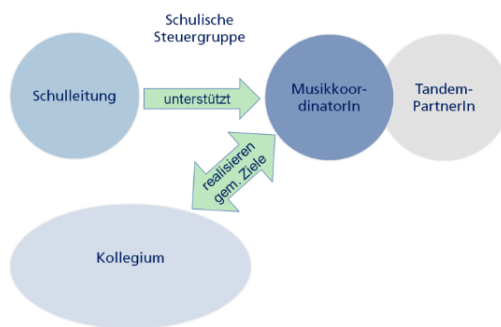 Schulische
Steuergruppe
Schulleitung
unterstützt
Musikkoor-
dinatorIn
Tandem-
PartnerIn
realisieren
gem. Ziele
Kollegium